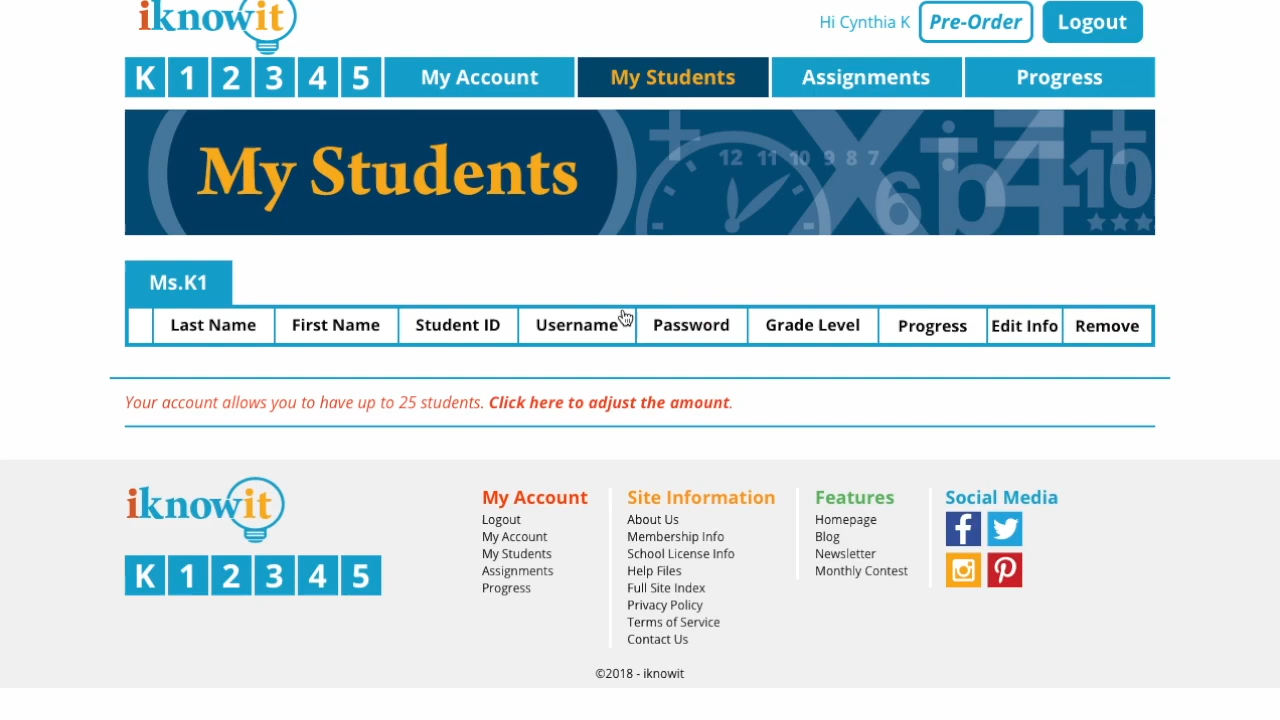 iknowit
Hi Cynthia K Pre-Order Logout
K 1 2 3 4 5 My Account My Students Assignments Progress
My Students
12 11 10 9 8 7
X 6 b 4 10
Ms.K1
Last Name First Name Student ID Username Password Grade Level Progress Edit Info Remove
Your account allows you to have up to 25 students. Click here to adjust the amount.
iknowit
K 1 2 3 4 5
My Account
Logout
My Account
My Students
Assignments
Progress
Site Information
About Us
Membership Info
School License Info
Help Files
Full Site Index
Privacy Policy
Terms of Service
Contact Us
Features
Homepage
Blog
Newsletter
Monthly Contest
Social Media
©2018 - iknowit